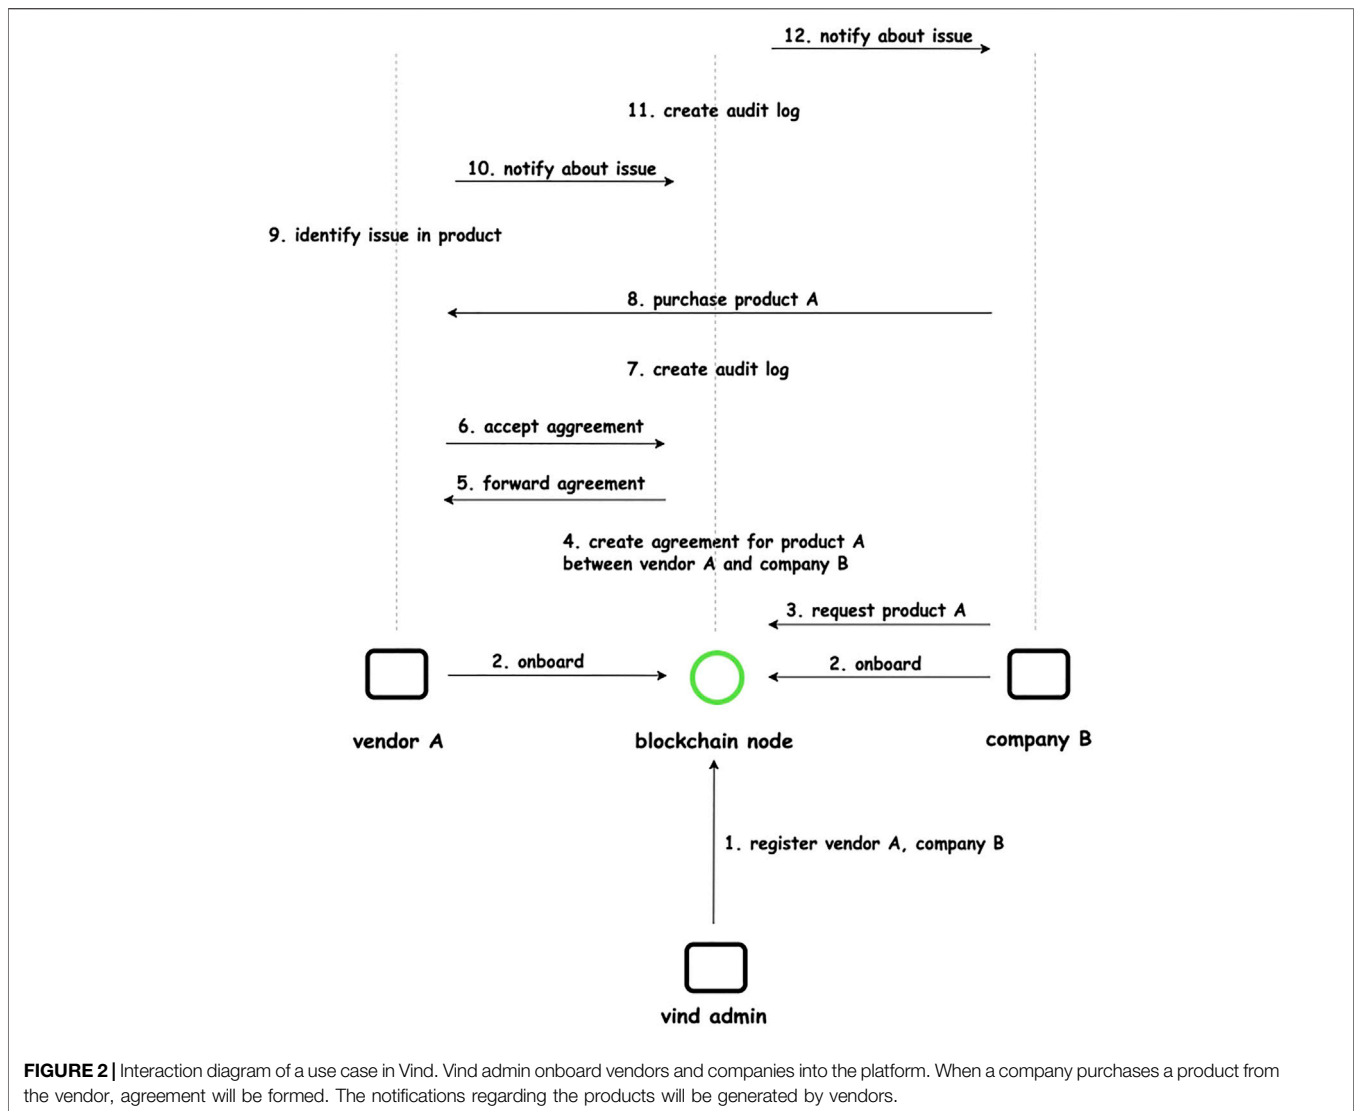 12. notify about issue
11. create audit log
10. notify about issue
9. identify issue in product
8. purchase product A
7. create audit log
6. accept aggreement
5. forward agreement
4. create agreement for product A
between vendor A and company B
3. request product A
2. onboard
2. onboard
vendor A
blockchain node
company B
1. register vendor A, company B
vind admin
FIGURE 2 | Interaction diagram of a use case in Vind. Vind admin onboard vendors and companies into the platform. When a company purchases a product from
the vendor, agreement will be formed. The notifications regarding the products will be generated by vendors.